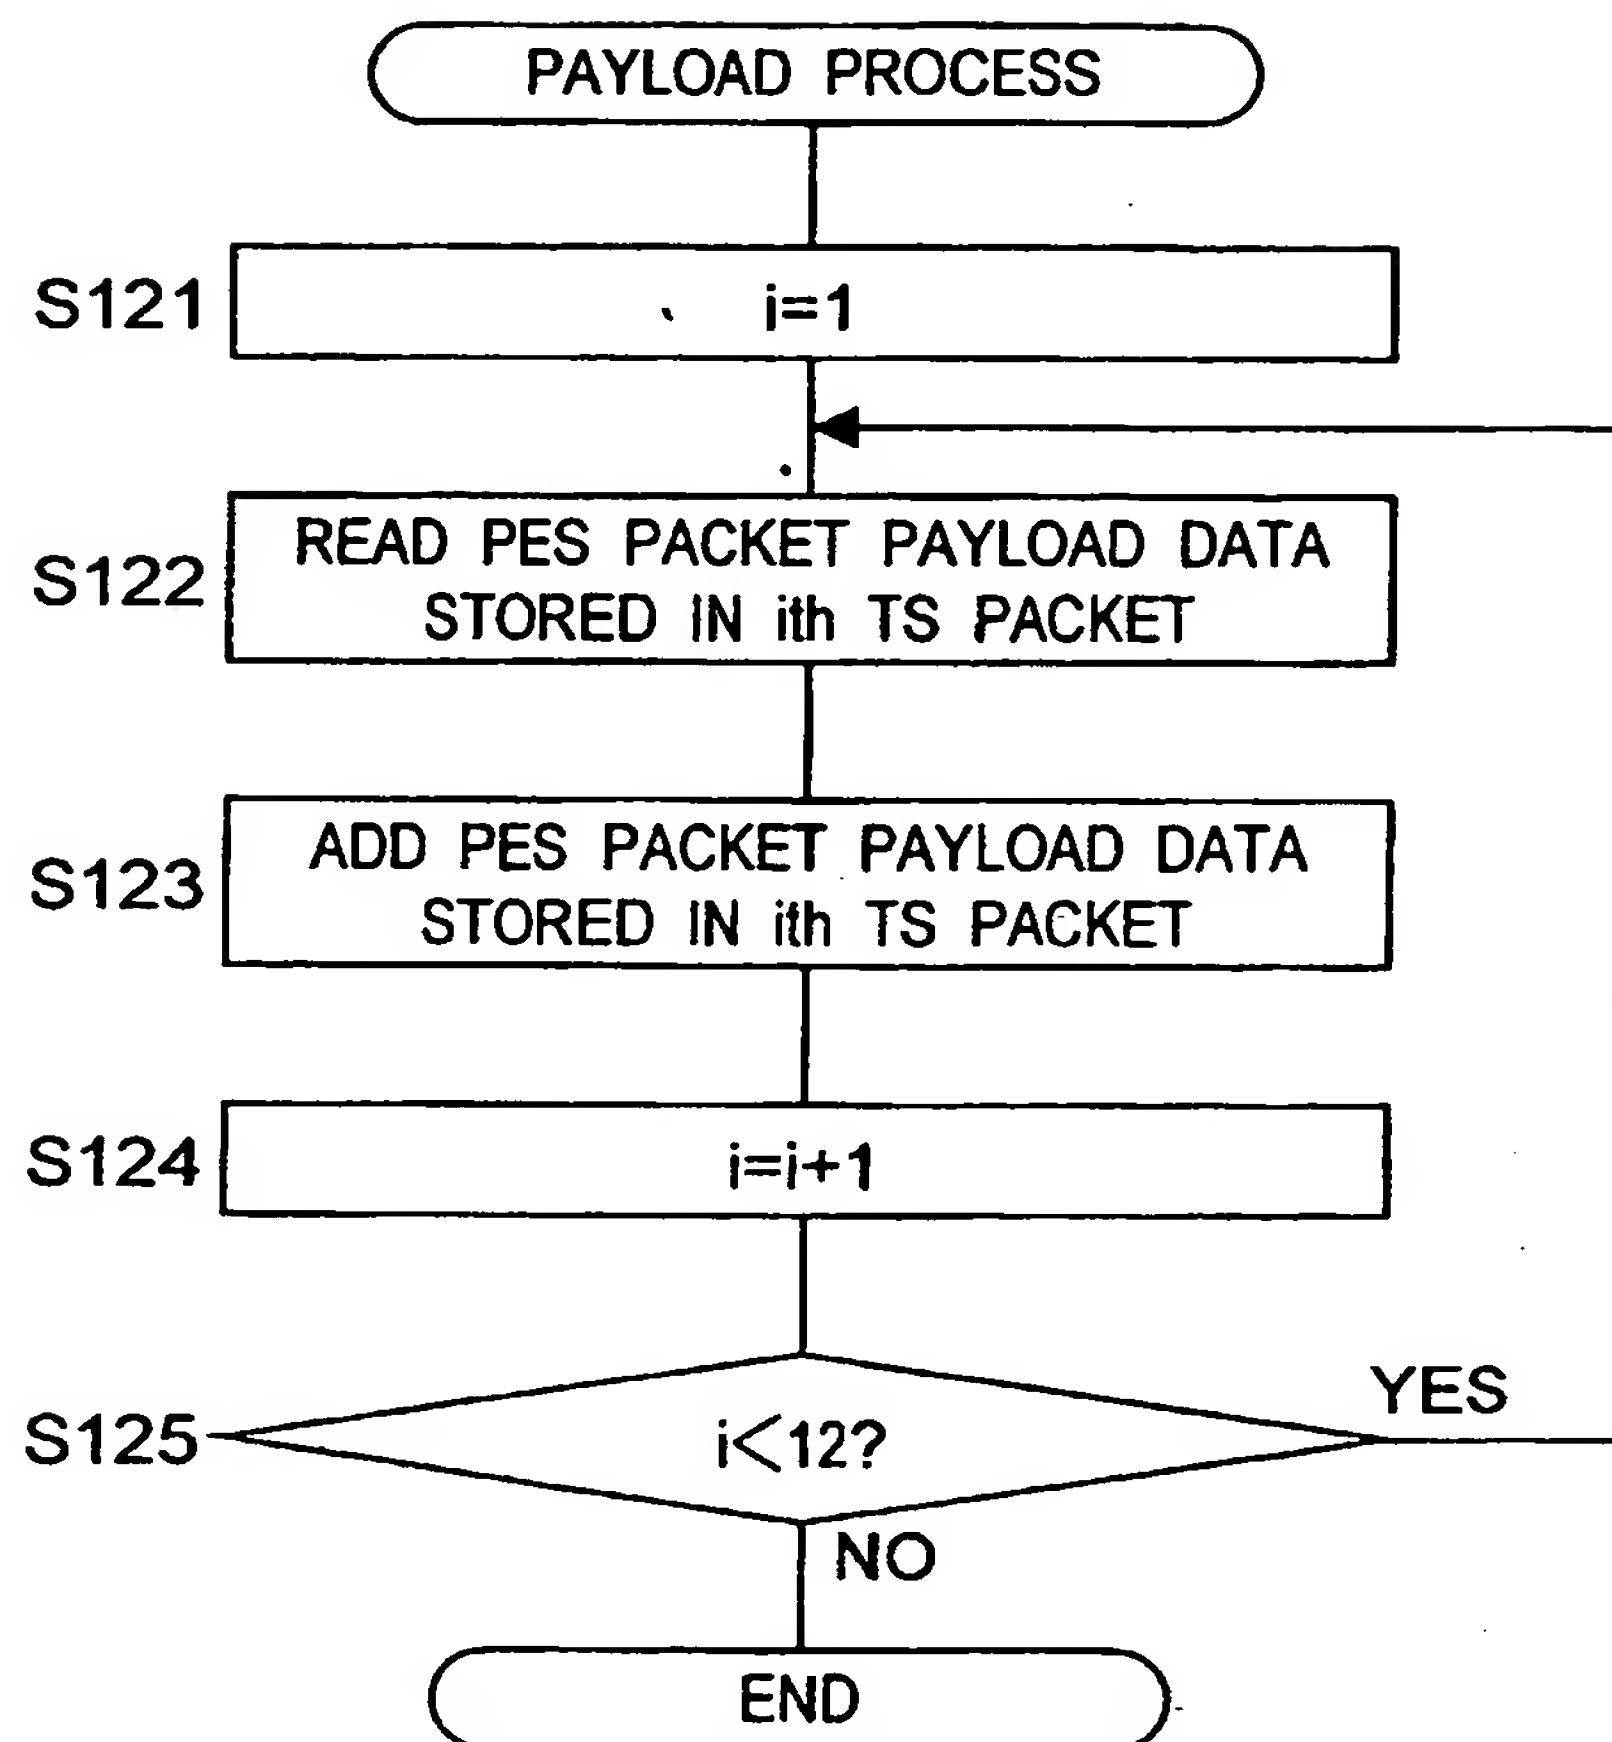 PAYLOAD PROCESS
S121
i=1
S122
READ PES PACKET PAYLOAD DATA
STORED IN ith TS PACKET
S123
ADD PES PACKET PAYLOAD DATA
STORED IN ith TS PACKET
S124
i=i+1
S125
i<12?
YES
NO
END